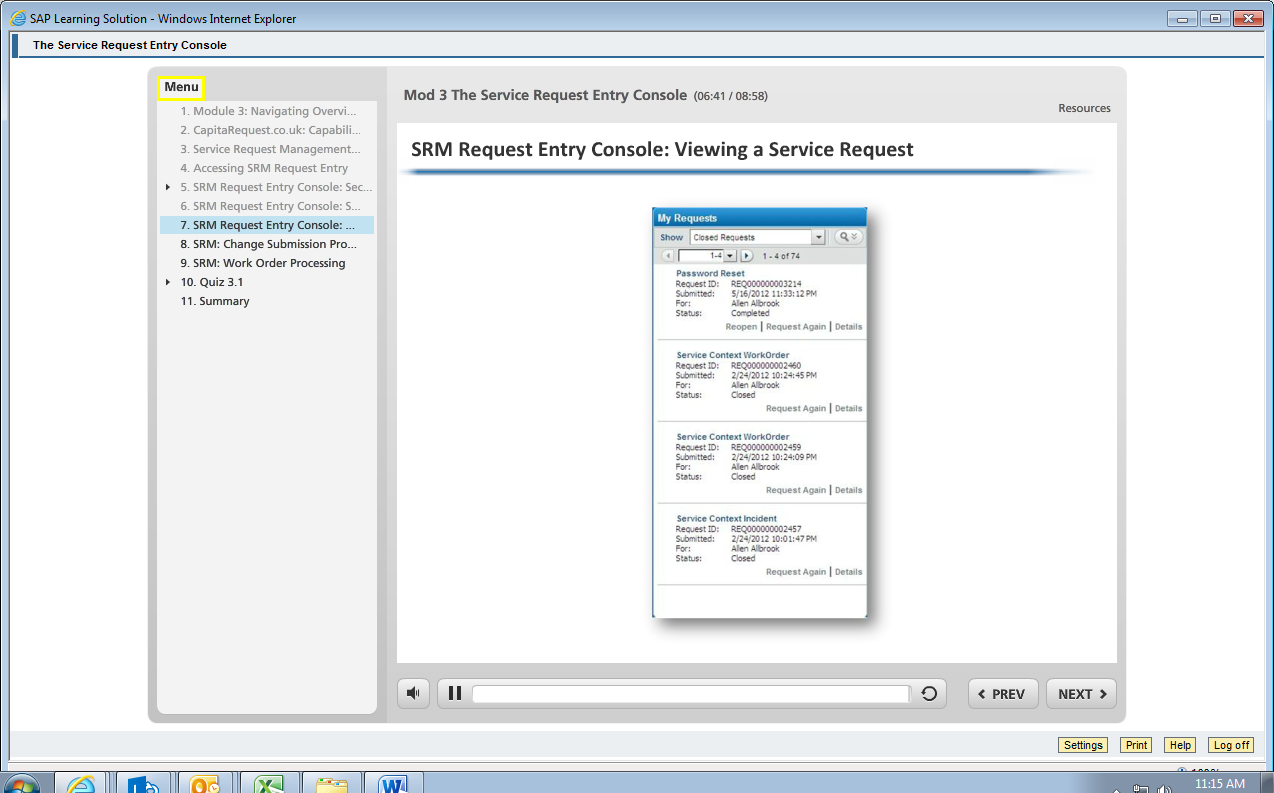 SAP Learning Solution - Windows Internet Explorer
The Service Request Entry Console
Menu
1. Module 3: Navigating Overvi...
2. CapitaRequest.co.uk: Capabili...
3. Service Request Management...
4. Accessing SRM Request Entry
5. SRM Request Entry Console: Sec...
6. SRM Request Entry Console: S...
7. SRM Request Entry Console: ...
8. SRM: Change Submission Pro...
9. SRM: Work Order Processing
10. Quiz 3.1
11. Summary
Mod 3 The Service Request Entry Console (06:41 / 08:58)
Resources
SRM Request Entry Console: Viewing a Service Request
My Requests
Show Closed Requests
1-4 1 - 4 of 74
Password Reset
Request ID: REQ000000003214
Submitted: 5/16/2012 11:33:12 PM
For: Allen Albrook
Status: Completed
Reopen | Request Again | Details
Service Context WorkOrder
Request ID: REQ000000002460
Submitted: 2/24/2012 10:24:45 PM
For: Allen Albrook
Status: Closed
Request Again | Details
Service Context WorkOrder
Request ID: REQ000000002459
Submitted: 2/24/2012 10:24:09 PM
For: Allen Albrook
Status: Closed
Request Again | Details
Service Context Incident
Request ID: REQ000000002457
Submitted: 2/24/2012 10:01:47 PM
For: Allen Albrook
Status: Closed
Request Again | Details
PREV
NEXT
Settings Print Help Log off
11:15 AM